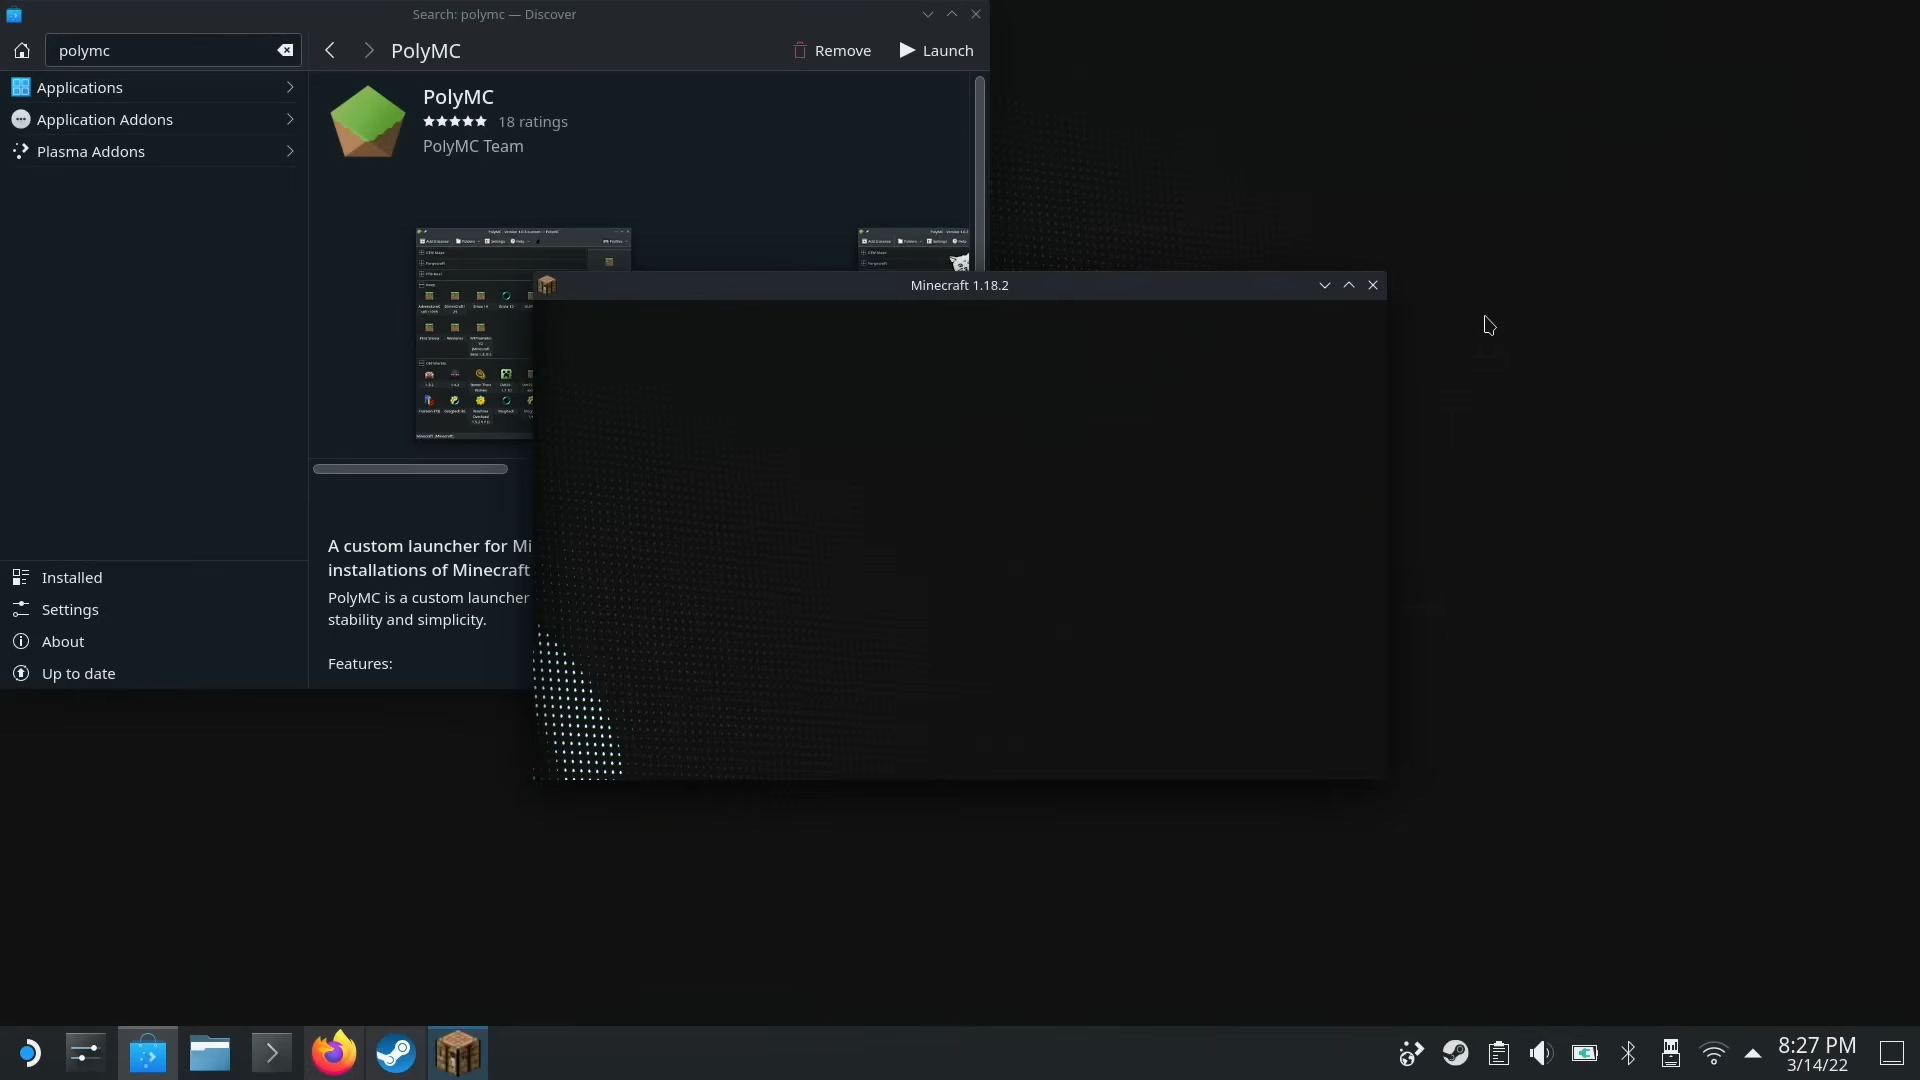 Search: polymc — Discover
polymc
PolyMC
Remove
Launch
Applications
Application Addons
Plasma Addons
PolyMC
18 ratings
PolyMC Team
Minecraft 1.18.2
A custom launcher for Mi
installations of Minecraft
PolyMC is a custom launcher
stability and simplicity.
Features:
Installed
Settings
About
Up to date
8:27 PM
3/14/22